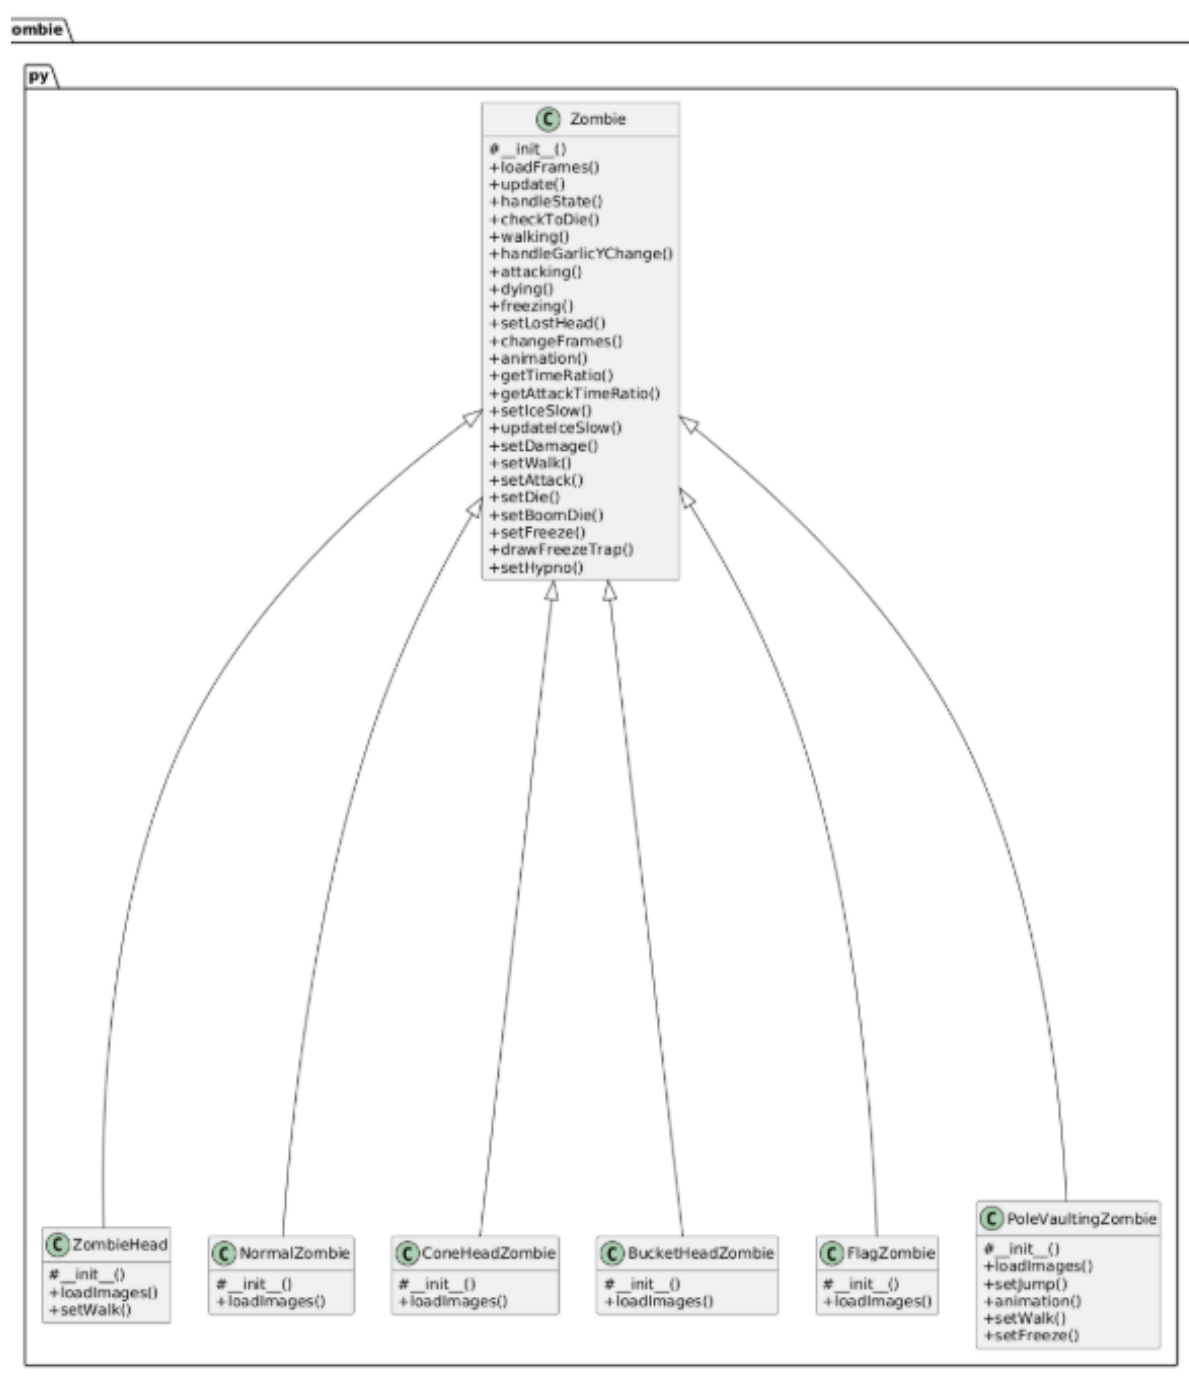 ombie
py
C Zombie
#__init__()
+loadFrames()
+update()
+handleState()
+checkToDie()
+walking()
+handleGarlicYChange()
+attacking()
+dying()
+freezing()
+setLostHead()
+changeFrames()
+animation()
+getTimeRatio()
+getAttackTimeRatio()
+setIceSlow()
+updateIceSlow()
+setDamage()
+setWalk()
+setAttack()
+setDie()
+setBoomDie()
+setFreeze()
+drawFreezeTrap()
+setHypno()
C ZombieHead
#__init__()
+loadImages()
+setWalk()
C NormalZombie
#__init__()
+loadImages()
C ConeHeadZombie
#__init__()
+loadImages()
C BucketHeadZombie
#__init__()
+loadImages()
C FlagZombie
#__init__()
+loadImages()
C PoleVaultingZombie
#__init__()
+loadImages()
+setJump()
+animation()
+setWalk()
+setFreeze()